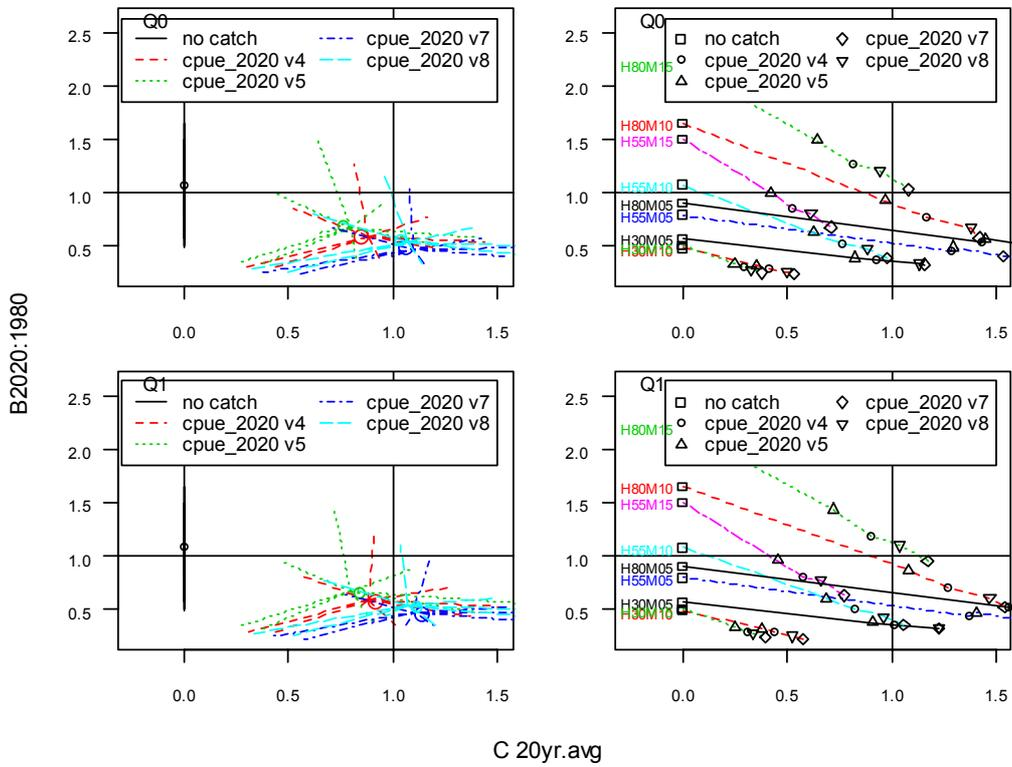 Q0
no catch
cpue_2020 v4
cpue_2020 v5
cpue_2020 v7
cpue_2020 v8
2.5
2.0
1.5
1.0
0.5
0.0 0.5 1.0 1.5
Q0
no catch
cpue_2020 v4
cpue_2020 v5
cpue_2020 v7
cpue_2020 v8
2.5
2.0
1.5
1.0
0.5
H80M15
H80M10
H55M15
H55M10
H80M05
H55M05
H30M05
H30M10
0.0 0.5 1.0 1.5
B2020:1980
Q1
no catch
cpue_2020 v4
cpue_2020 v5
cpue_2020 v7
cpue_2020 v8
2.5
2.0
1.5
1.0
0.5
0.0 0.5 1.0 1.5
Q1
no catch
cpue_2020 v4
cpue_2020 v5
cpue_2020 v7
cpue_2020 v8
2.5
2.0
1.5
1.0
0.5
H80M15
H80M10
H55M15
H55M10
H80M05
H55M05
H30M05
H30M10
0.0 0.5 1.0 1.5
C 20yr.avg